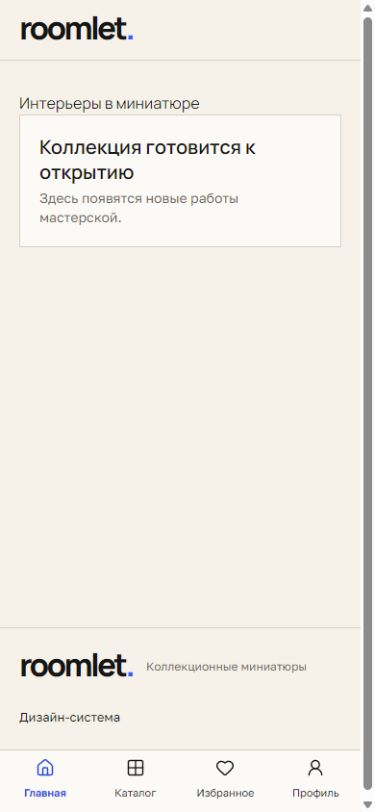 roomlet.
Интерьеры в миниатюре
Коллекция готовится к
открытию
Здесь появятся новые работы
мастерской.
roomlet. Коллекционные миниатюры
Дизайн-система
Главная Каталог Избранное Профиль